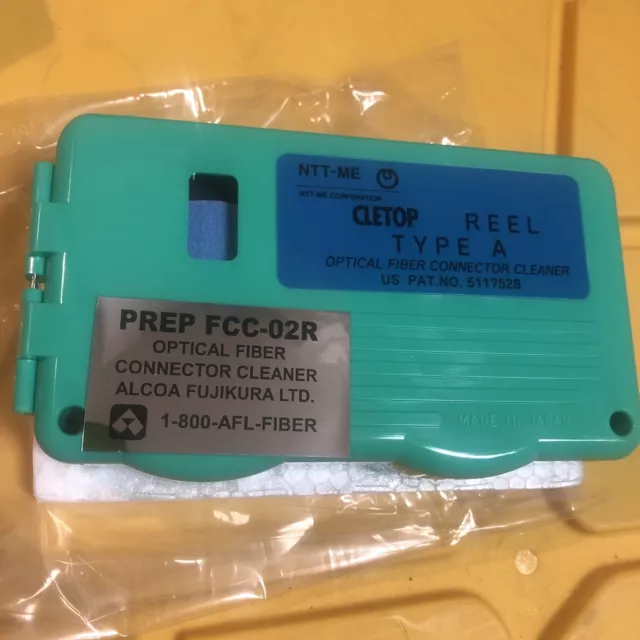 NTT-ME
NTT-ME CORPORATION
CLETOP REEL
TYPE A
OPTICAL FIBER CONNECTOR CLEANER
US PAT.NO. 5117528
PREP FCC-02R
OPTICAL FIBER
CONNECTOR CLEANER
ALCOA FUJIKURA LTD.
1-800-AFL-FIBER
MADE IN JAPAN